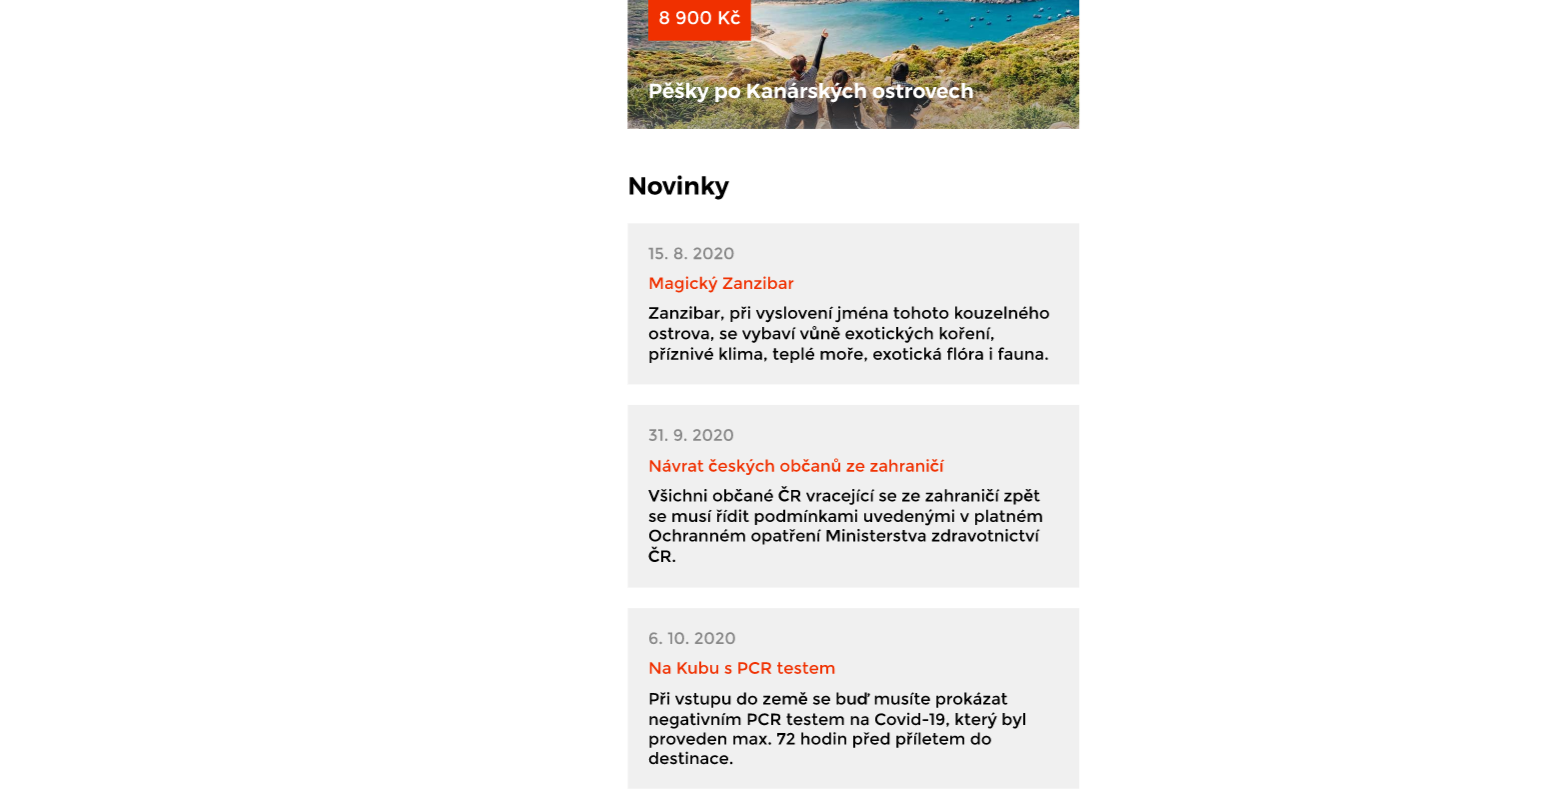 8 900 Kč
Pěšky po Kanárských ostrovech
Novinky
15. 8. 2020
Magický Zanzibar
Zanzibar, při vyslovení jména tohoto kouzelného
ostrova, se vybaví vůně exotických koření,
příznivé klima, teplé moře, exotická flóra i fauna.
31. 9. 2020
Návrat českých občanů ze zahraničí
Všichni občané ČR vracející se ze zahraničí zpět
se musí řídit podmínkami uvedenými v platném
Ochranném opatření Ministerstva zdravotnictví
ČR.
6. 10. 2020
Na Kubu s PCR testem
Při vstupu do země se buď musíte prokázat
negativním PCR testem na Covid-19, který byl
proveden max. 72 hodin před příletem do
destinace.